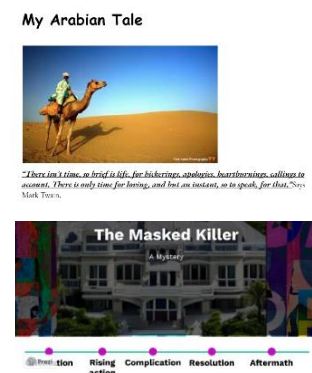 My Arabian Tale
"There isn't time, so brief is life, for bickerings, apologies, heartburnings, callings to
account. There is only time for loving, and but an instant, so to speak, for that."Says
Mark Twain.
The Masked Killer
A Mystery
Prezi
tion
Rising
action
Complication
Resolution
Aftermath